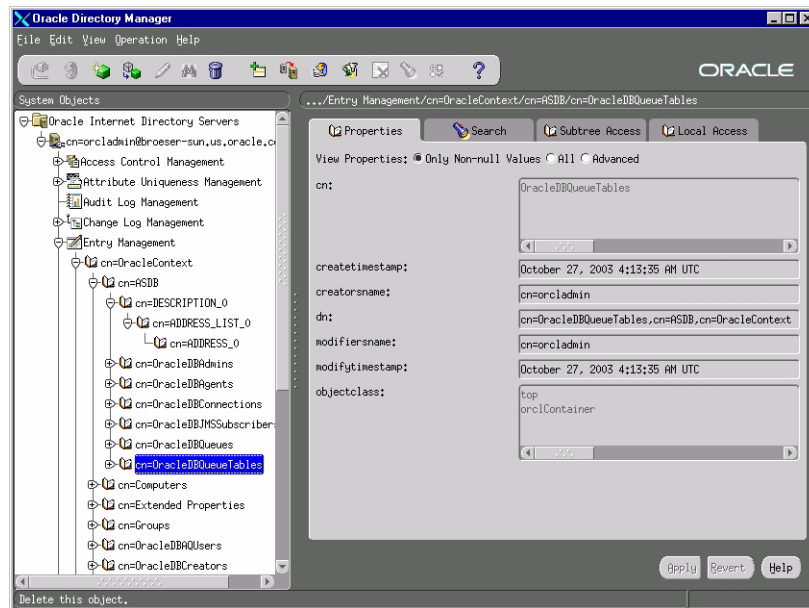 Oracle Directory Manager
File Edit View Operation Help
ORACLE
System Objects
.../Entry Management/cn=OracleContext/cn=ASDB/cn=OracleDBQueueTables
Oracle Internet Directory Servers
cn=orcladmin@broeser-sun.us.oracle.co
Access Control Management
Attribute Uniqueness Management
Audit Log Management
Change Log Management
Entry Management
cn=OracleContext
cn=ASDB
cn=DESCRIPTION_0
cn=ADDRESS_LIST_0
cn=ADDRESS_0
cn=OracleDBAdmins
cn=OracleDBAgents
cn=OracleDBConnections
cn=OracleDBJMSSubscriber
cn=OracleDBQueues
cn=OracleDBQueueTables
cn=Computers
cn=Extended Properties
cn=Groups
cn=OracleDBAQUsers
cn=OracleDBCreators
Properties Search Subtree Access Local Access
View Properties: Only Non-null Values All Advanced
cn: OracleDBQueueTables
createtimestamp: October 27, 2003 4:13:35 AM UTC
creatorsname: cn=orcladmin
dn: cn=OracleDBQueueTables,cn=ASDB,cn=OracleContext
modifiersname: cn=orcladmin
modifytimestamp: October 27, 2003 4:13:35 AM UTC
objectclass: top
orclContainer
Apply Revert Help
Delete this object.